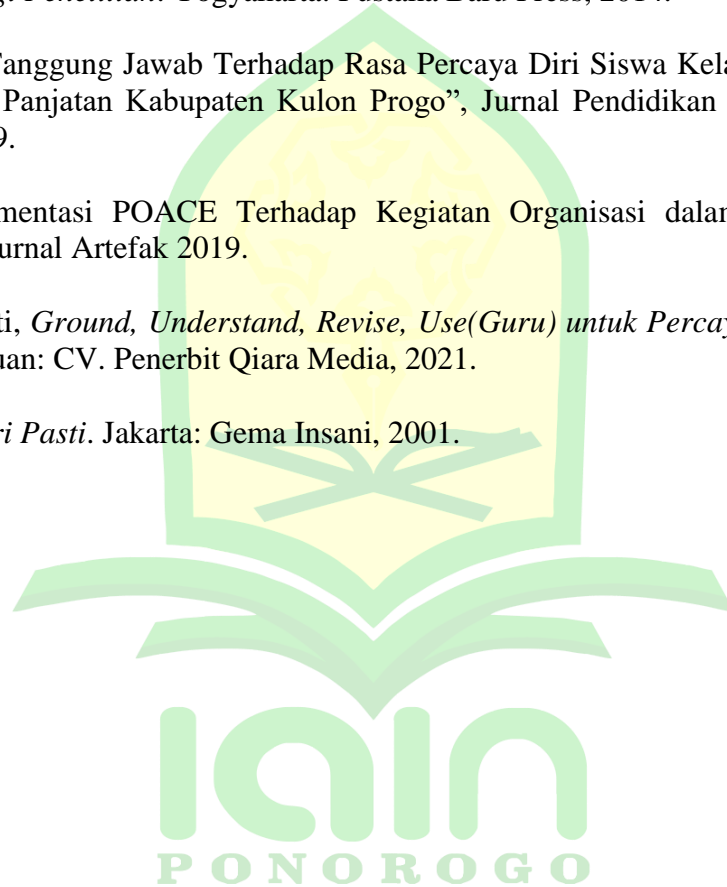 Yogyakarta: Pustaka Baru Press, 2014.
Tanggung Jawab Terhadap Rasa Percaya Diri Siswa Kela
Panjatan Kabupaten Kulon Progo”, Jurnal Pendidikan
9.
mentasi POACE Terhadap Kegiatan Organisasi dalam
urnal Artefak 2019.
ti, Ground, Understand, Revise, Use(Guru) untuk Percay
uan: CV. Penerbit Qiara Media, 2021.
ri Pasti. Jakarta: Gema Insani, 2001.
iain
PONOROGO